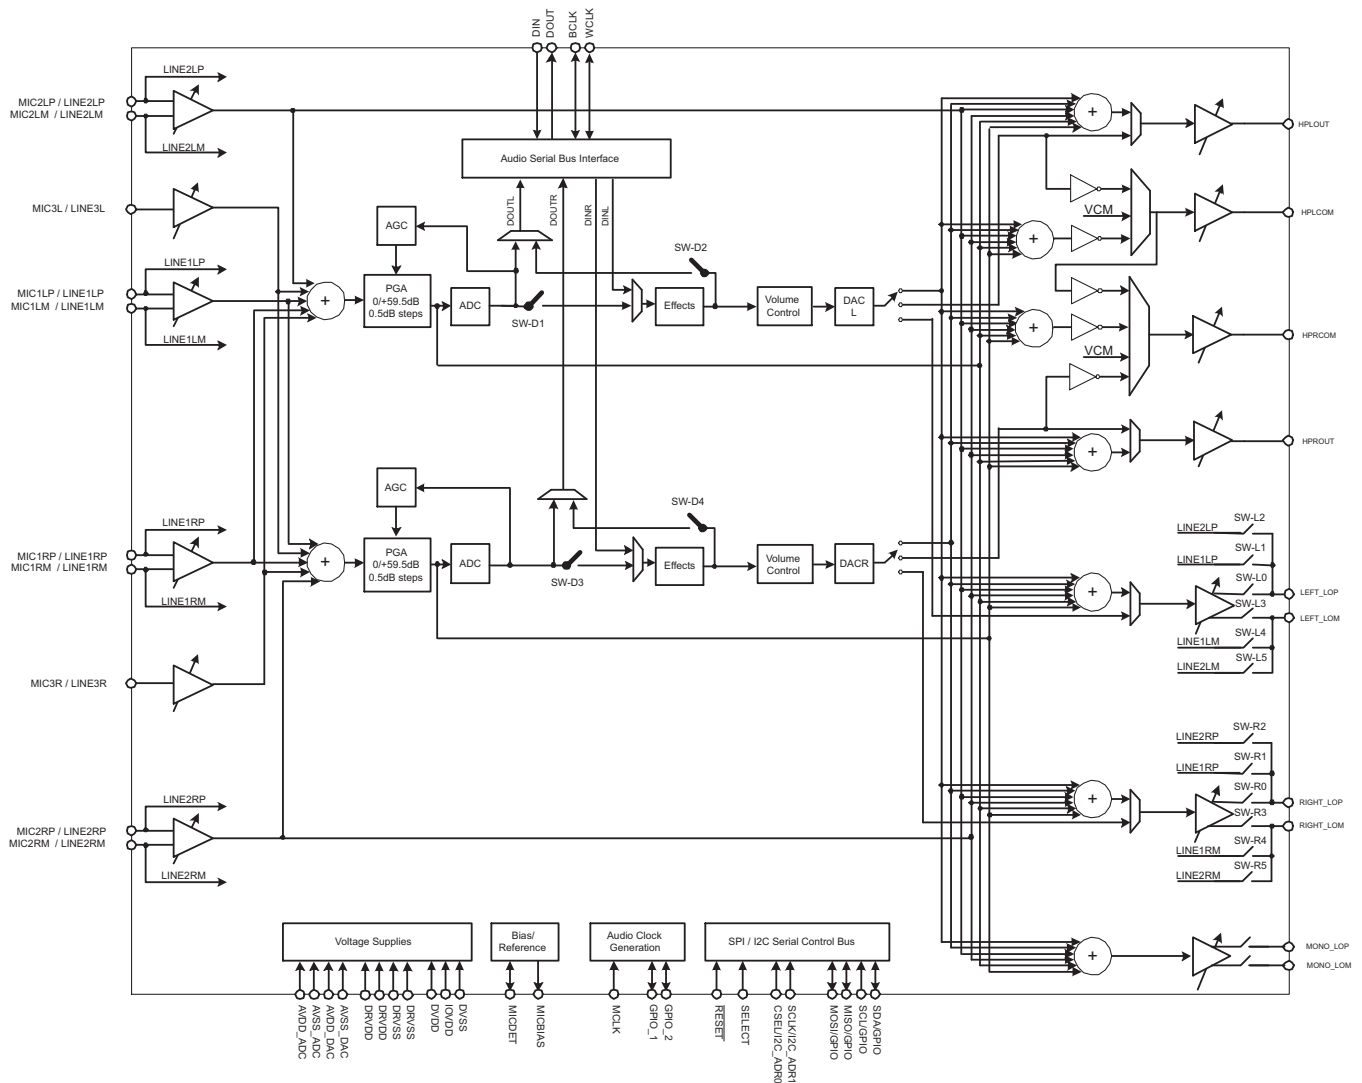 DIN
DOUT
BCLK
WCLK
LINE2LP
MIC2LP / LINE2LP
MIC2LM / LINE2LM
LINE2LM
+
HPLOUT
Audio Serial Bus Interface
DOUTL
DOUTR
DINR
DINL
MIC3L / LINE3L
AGC
SW-D2
VCM
HPLCOM
+
LINE1LP
MIC1LP / LINE1LP
MIC1LM / LINE1LM
LINE1LM
+
PGA
0/+59.5dB
0.5dB steps
ADC
SW-D1
Effects
Volume
Control
DAC
L
+
VCM
HPRCOM
+
HPROUT
AGC
SW-D4
LINE1RP
MIC1RP / LINE1RP
MIC1RM / LINE1RM
LINE1RM
+
PGA
0/+59.5dB
0.5dB steps
ADC
SW-D3
Effects
Volume
Control
DACR
+
SW-L2
LINE2LP
SW-L1
LINE1LP
SW-L0
LEFT_LOP
SW-L3
LEFT_LOM
SW-L4
LINE1LM
SW-L5
LINE2LM
MIC3R / LINE3R
SW-R2
LINE2RP
SW-R1
LINE1RP
SW-R0
RIGHT_LOP
SW-R3
RIGHT_LOM
SW-R4
LINE1RM
SW-R5
LINE2RM
+
LINE2RP
MIC2RP / LINE2RP
MIC2RM / LINE2RM
LINE2RM
Voltage Supplies
Bias/
Reference
Audio Clock
Generation
SPI / I2C Serial Control Bus
+
MONO_LOP
MONO_LOM
AVDD_ADC
AVSS_ADC
AVDD_DAC
AVSS_DAC
DRVDD
DRVDD
DRVSS
DRVSS
DVDD
IOVDD
DVSS
MICDET
MICBIAS
MCLK
GPIO_1
GPIO_2
RESET
SELECT
CSEL/I2C_ADR0
SCLK/I2C_ADR1
MOSI/GPIO
MISO/GPIO
SCL/GPIO
SDA/GPIO